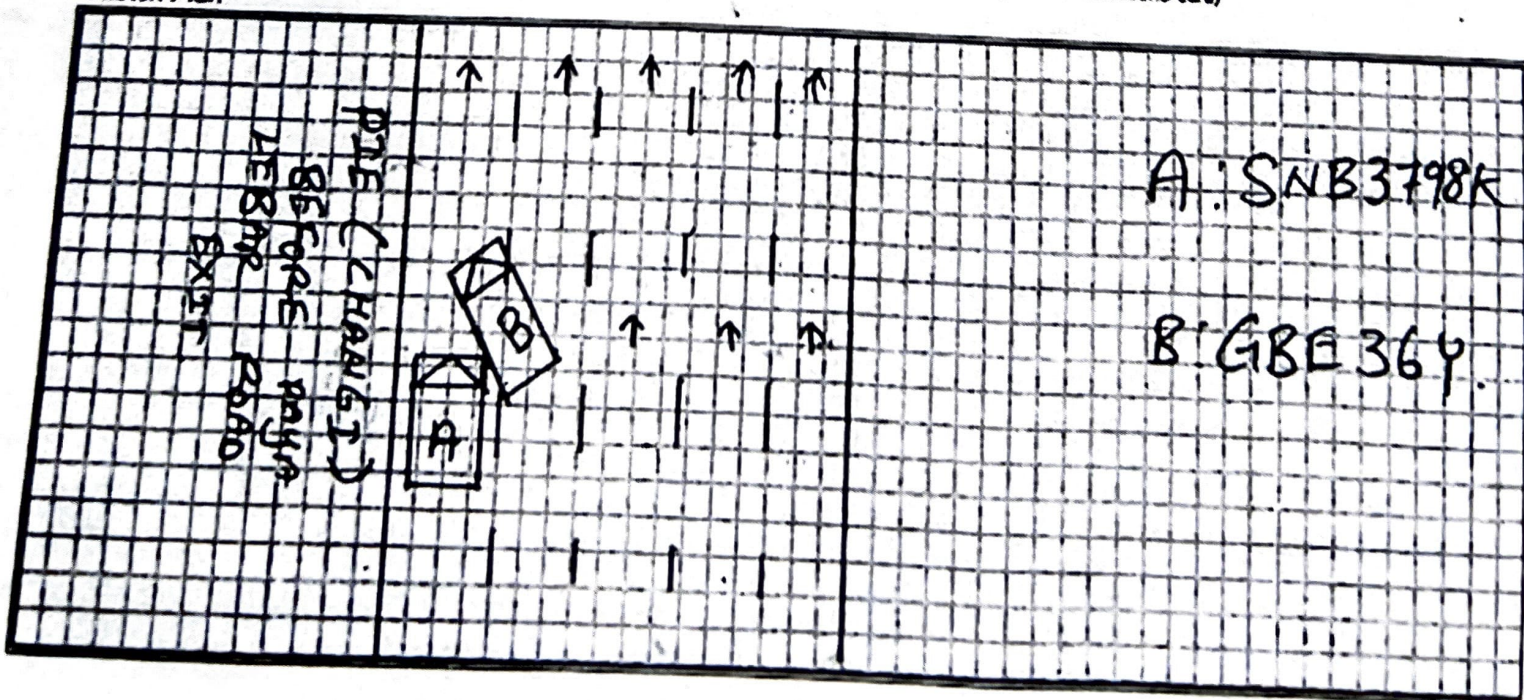 PIE (CHANGI)
BEFORE PAYA
LEBAR ROAD
EXIT
B
A
A: SNB3798K
B: GBE36Y.